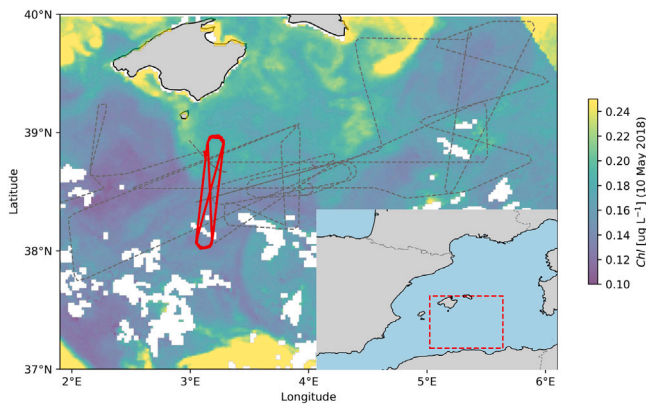 40°N
39°N
38°N
37°N
Latitude
2°E
3°E
4°E
5°E
6°E
Longitude
0.24
0.22
0.20
0.18
0.16
0.14
0.12
0.10
Chl [uq L⁻¹) (10 May 2018)